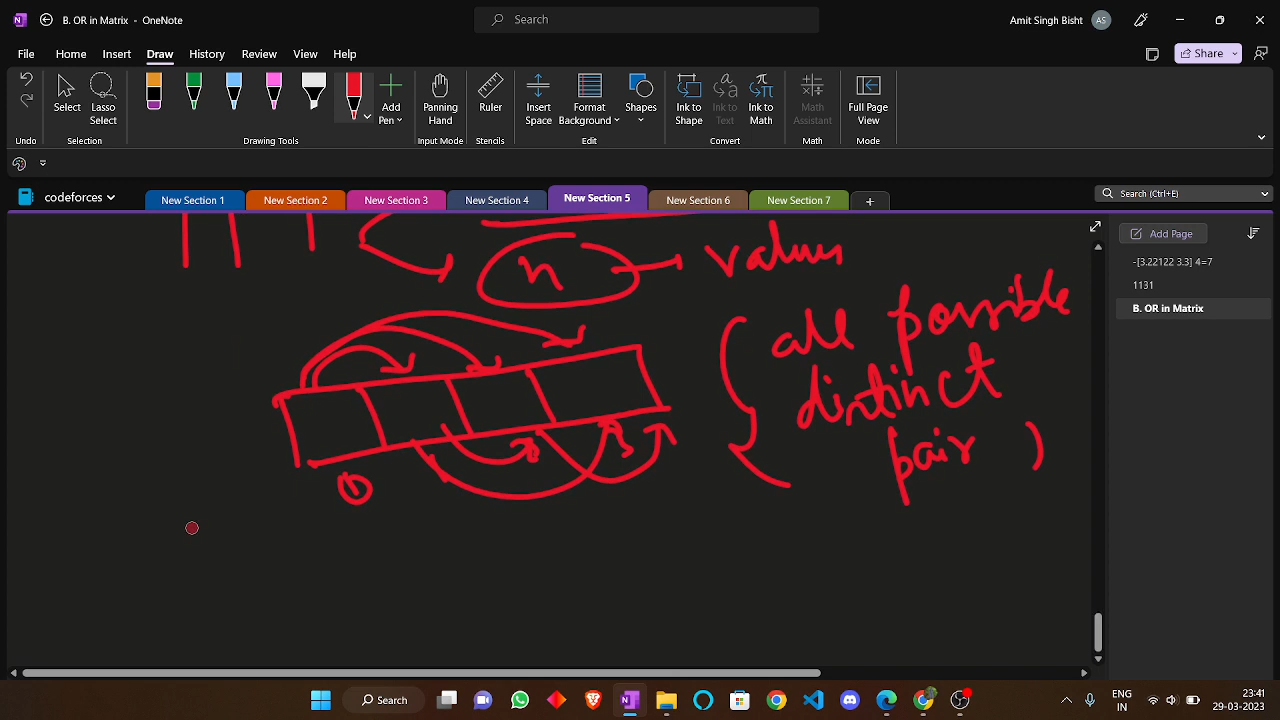 B. OR in Matrix - OneNote
Search
Amit Singh Bisht
AS
File Home Insert Draw History Review View Help
Share
Undo
Select
Lasso Select
Selection
Drawing Tools
Add Pen
Panning Hand
Input Mode
Ruler
Stencils
Insert Space
Format Background
Shapes
Edit
Ink to Shape
Ink to Text
Ink to Math
Convert
Math Assistant
Math
Full Page View
Mode
codeforces
New Section 1
New Section 2
New Section 3
New Section 4
New Section 5
New Section 6
New Section 7
Search (Ctrl+E)
Add Page
-[3.22122 3.3] 4=7
1131
B. OR in Matrix
n
values
all possible
distinct
pair )
Search
ENG
IN
23:41
29-03-2023